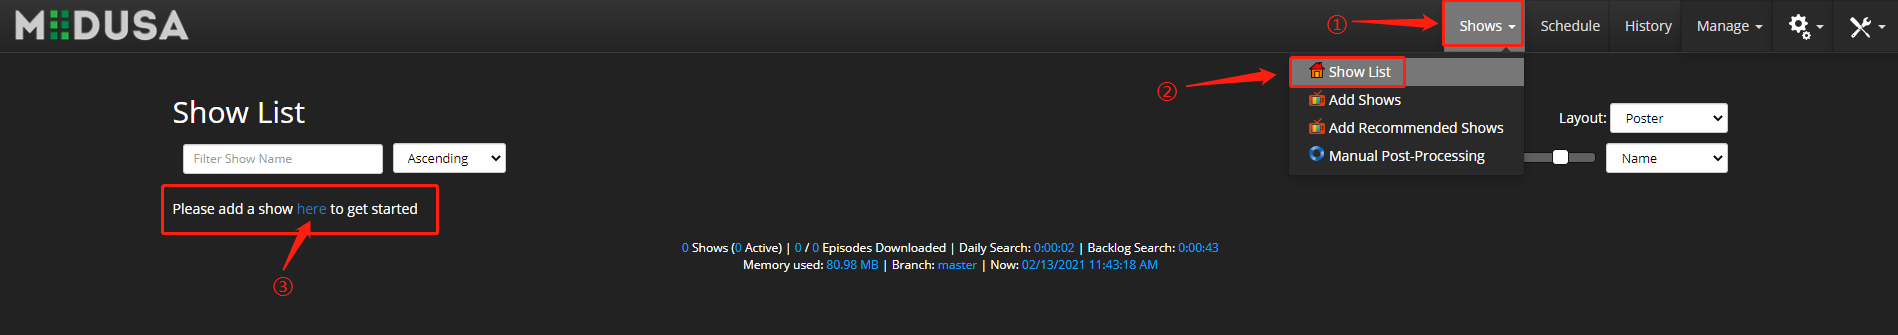 MEDUSA
① Shows Schedule History Manage
② Show List
Add Shows
Add Recommended Shows
Manual Post-Processing
Show List
Layout: Poster
Filter Show Name Ascending
Name
Please add a show here to get started
③
0 Shows (0 Active) | 0 / 0 Episodes Downloaded | Daily Search: 0:00:02 | Backlog Search: 0:00:43
Memory used: 80.98 MB | Branch: master | Now: 02/13/2021 11:43:18 AM